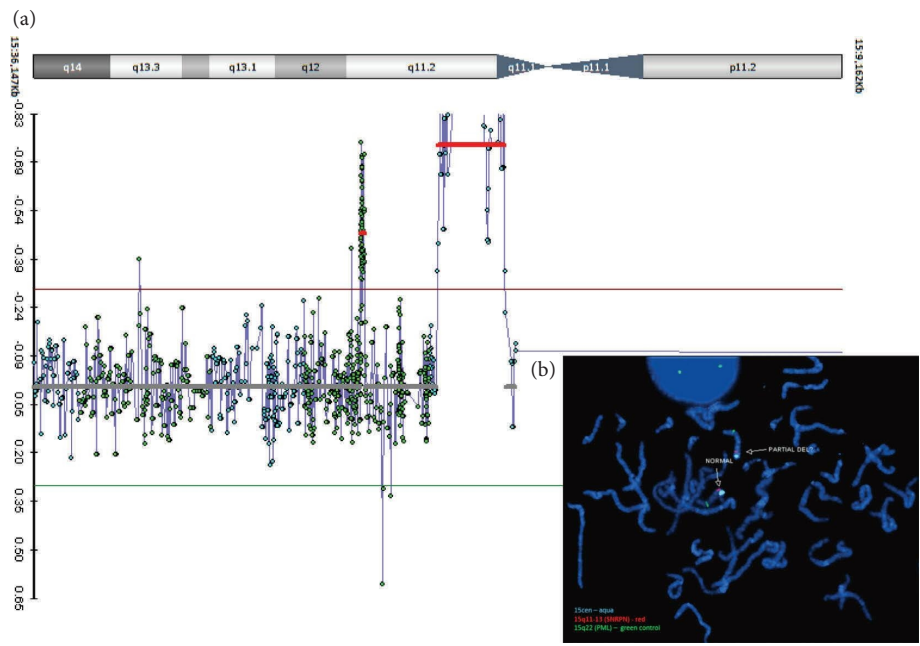 (a)
15:36,147Kb
q14
q13.3
q13.1
q12
q11.2
q11.1
p11.1
p11.2
15:9,162Kb
-0.83
-0.69
-0.54
-0.39
-0.24
-0.09
0.05
0.20
0.35
0.50
0.65
(b)
NORMAL
PARTIAL DEL
15cen – aqua
15q11-13 (SNRPN) - red
15q22 (PML) – green control